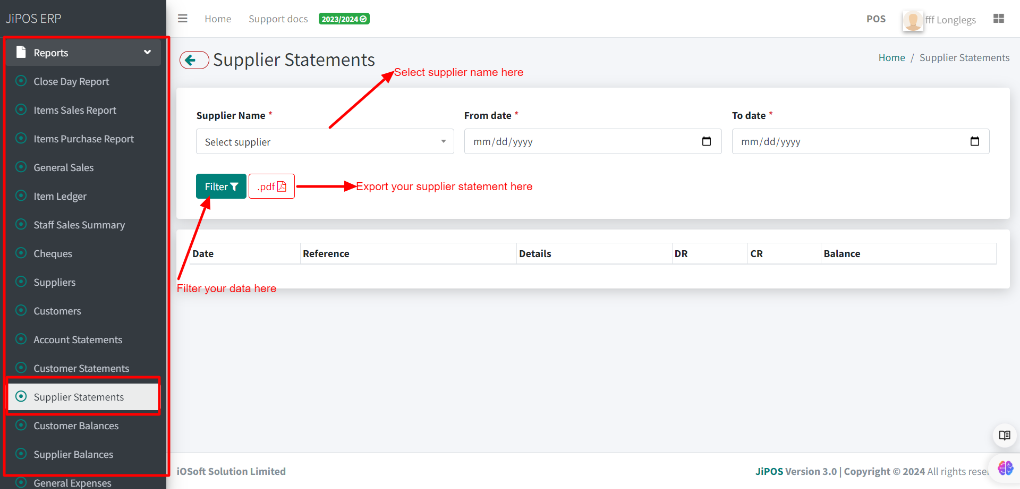 JiPOS ERP
Home Support docs 2023/2024 POS fff Longlegs
Reports
Close Day Report
Items Sales Report
Items Purchase Report
General Sales
Item Ledger
Staff Sales Summary
Cheques
Suppliers
Customers
Account Statements
Customer Statements
Supplier Statements
Customer Balances
Supplier Balances
General Expenses
Supplier Statements
Home / Supplier Statements
Select supplier name here
Supplier Name * From date * To date *
Select supplier mm/dd/yyyy mm/dd/yyyy
Filter .pdf Export your supplier statement here
Date Reference Details DR CR Balance
Filter your data here
iOSoft Solution Limited
JiPOS Version 3.0 | Copyright © 2024 All rights rese